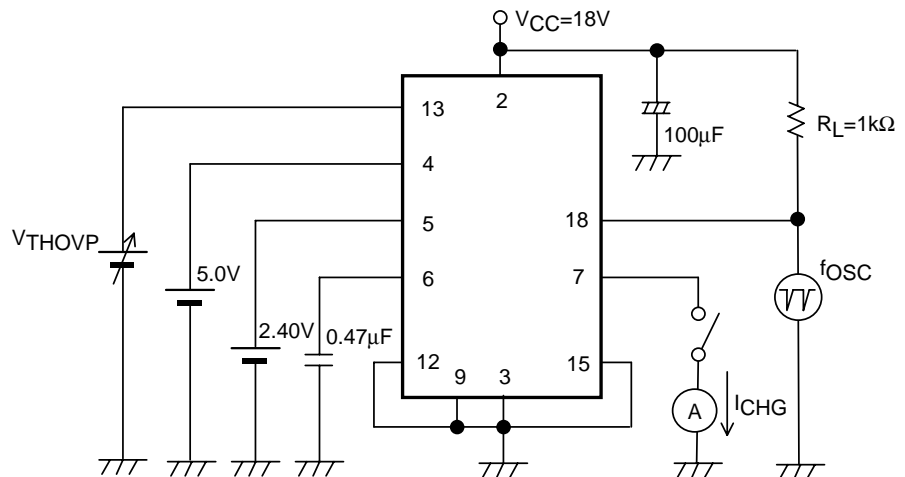 VCC=18V
13
2
100μF
RL=1kΩ
4
5
18
VTHOVP
6
7
fOSC
5.0V
2.40V
0.47μF
12
9
3
15
A
ICHG